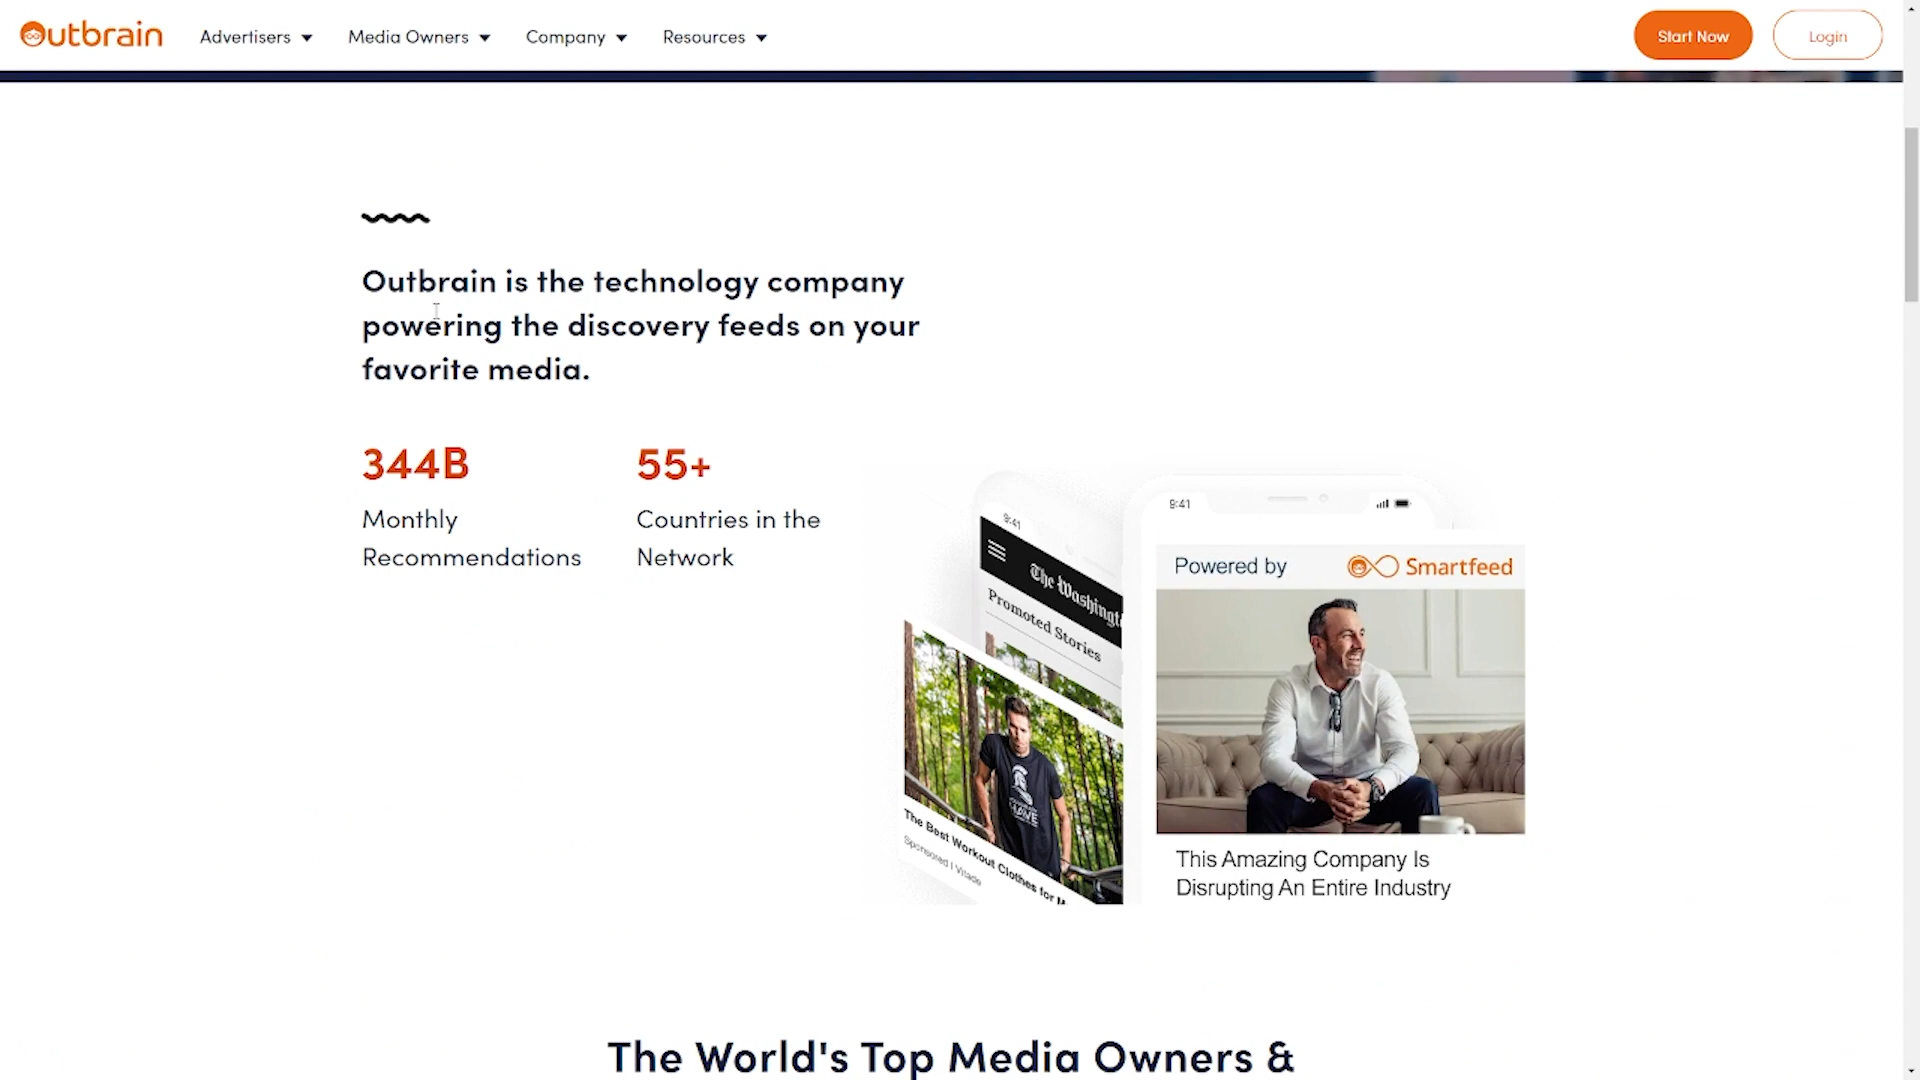 Outbrain
Advertisers
Media Owners
Company
Resources
Start Now
Login
Outbrain is the technology company
powering the discovery feeds on your
favorite media.
344B
Monthly
Recommendations
55+
Countries in the
Network
9:41
The Washingt
Promoted Stories
The Best Workout Clothes for M
Sponsored |
9:41
Powered by
Smartfeed
This Amazing Company Is
Disrupting An Entire Industry
The World's Top Media Owners &